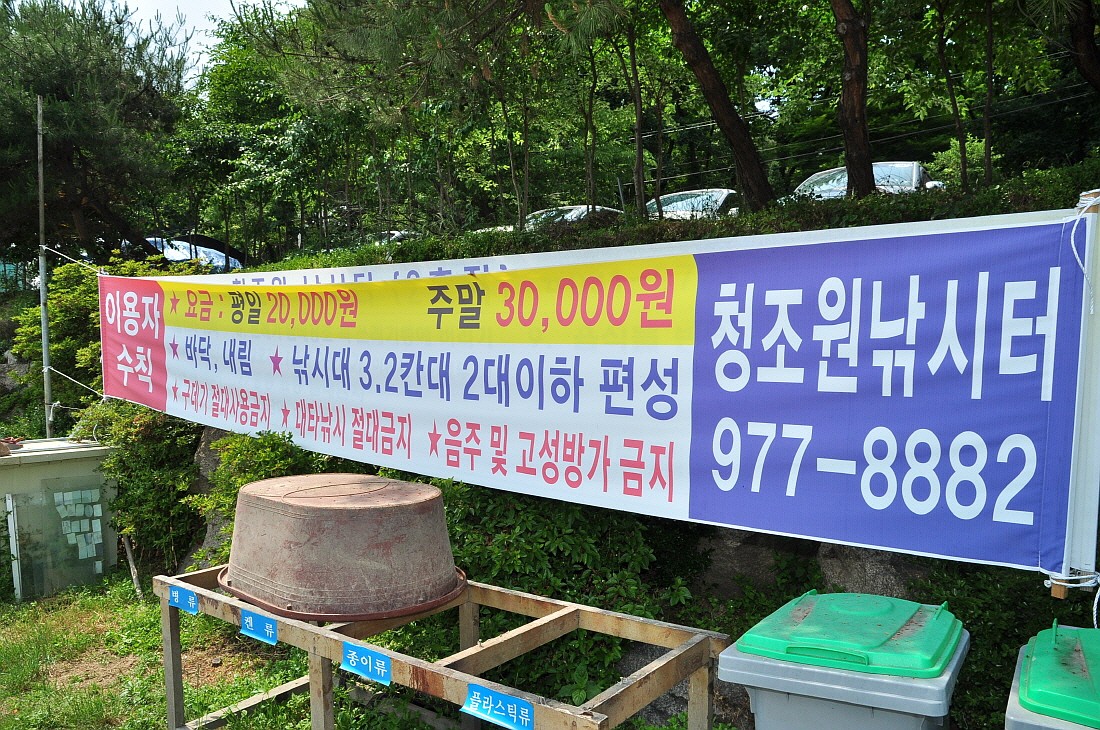 이용자
수칙
★ 요금 : 평일 20,000원 주말 30,000원
★ 바닥, 내림 ★ 낚시대 3.2칸대 2대이하 편성
★ 구데기 절대사용금지 ★ 대타낚시 절대금지 ★ 음주 및 고성방가 금지
청조원낚시터
977-8882
병 류
켄 류
종이류
플라스틱류